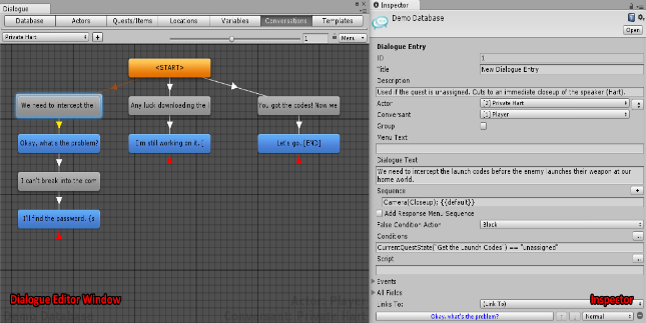 Dialogue
Database
Actors
Quests/Items
Locations
Variables
Conversations
Templates
Private Hart
+
1
Menu
<START>
We need to intercept the
Any luck downloading the
You got the codes! Now we
Okay, what's the problem?
I'm still working on it, [
Let's go. [END]
I can't break into the com
I'll find the password. (s
Dialogue Editor Window
Inspector
Demo Database
Open
Dialogue Entry
ID
1
Title
New Dialogue Entry
Description
Used if the quest is unassigned. Cuts to an immediate closeup of the speaker (Hart).
Actor
[2] Private Hart
Conversant
[1] Player
Group
Menu Text
Dialogue Text
We need to intercept the launch codes before the enemy launches their weapon at our
home world.
Sequence
+
Camera(Closeup); {{default}}
Add Response Menu Sequence
False Condition Action
Block
Conditions
...
CurrentQuestState("Get the Launch Codes") == "unassigned"
Script
...
Events
All Fields
Links To:
(Link To)
Inspector
Okay, what's the problem?
Normal